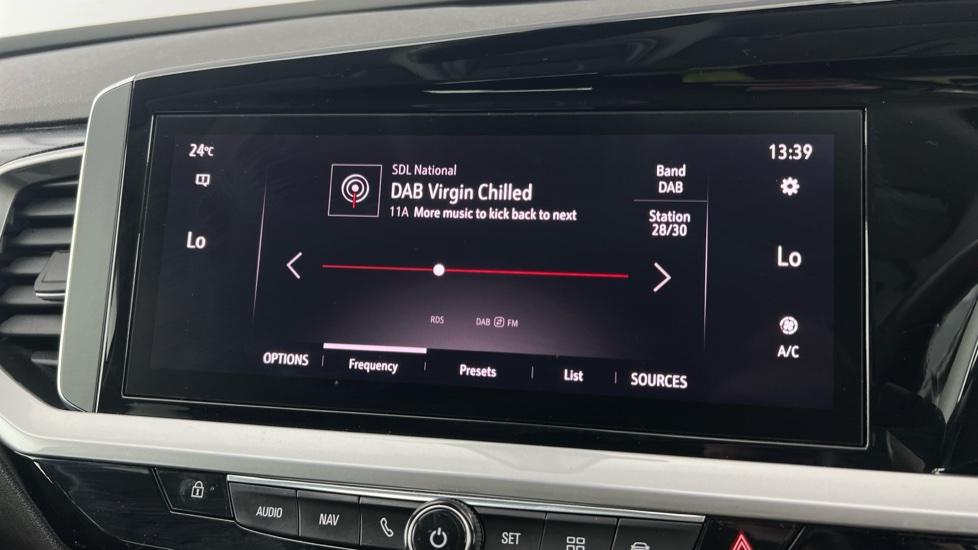 24°C
13:39
SDL National
DAB Virgin Chilled
11A More music to kick back to next
Band
DAB
Station
28/30
Lo
Lo
RDS
DAB FM
A/C
OPTIONS
Frequency
Presets
List
SOURCES
AUDIO
NAV
SET